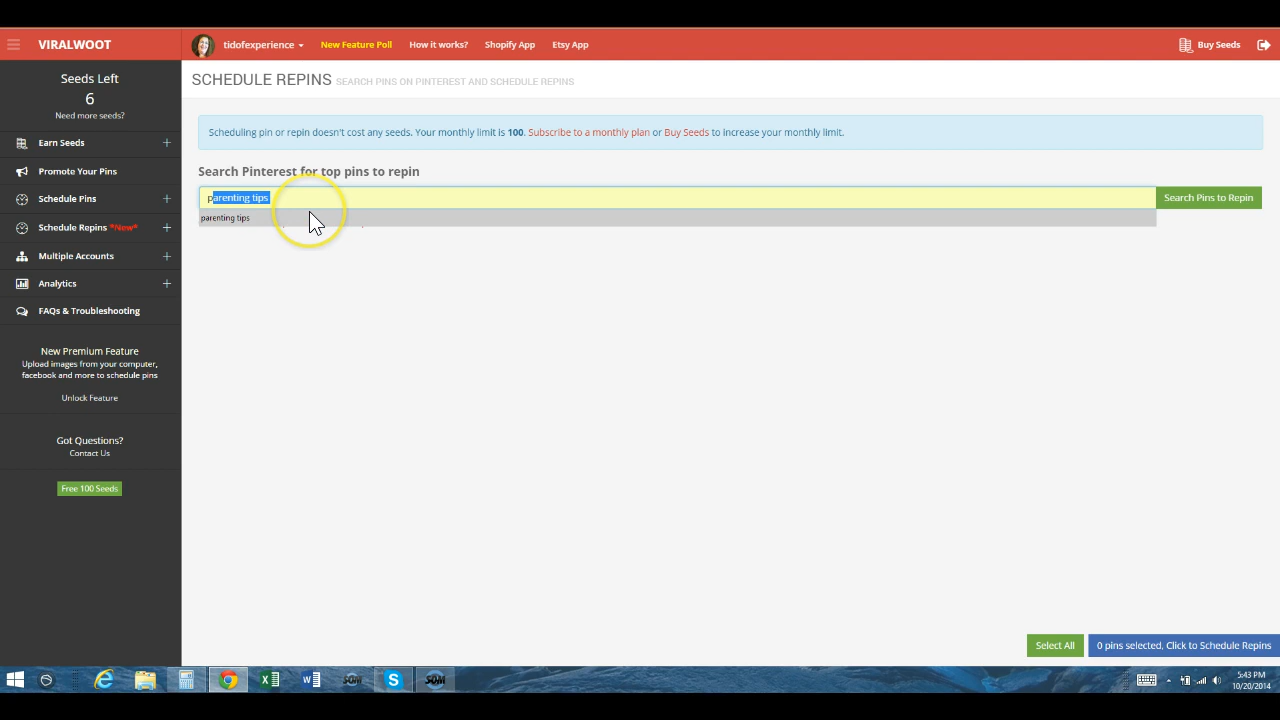 VIRALWOOT
tidofexperience
New Feature Poll
How it works?
Shopify App
Etsy App
Buy Seeds
Seeds Left
6
Need more seeds?
Earn Seeds
Promote Your Pins
Schedule Pins
Schedule Repins *New*
Multiple Accounts
Analytics
FAQs & Troubleshooting
New Premium Feature
Upload images from your computer,
facebook and more to schedule pins
Unlock Feature
Got Questions?
Contact Us
Free 100 Seeds
SCHEDULE REPINS SEARCH PINS ON PINTEREST AND SCHEDULE REPINS
Scheduling pin or repin doesn't cost any seeds. Your monthly limit is 100. Subscribe to a monthly plan or Buy Seeds to increase your monthly limit.
Search Pinterest for top pins to repin
parenting tips
Search Pins to Repin
parenting tips
Select All
0 pins selected. Click to Schedule Repins
SOM
SOM
5:43 PM
10/20/2014